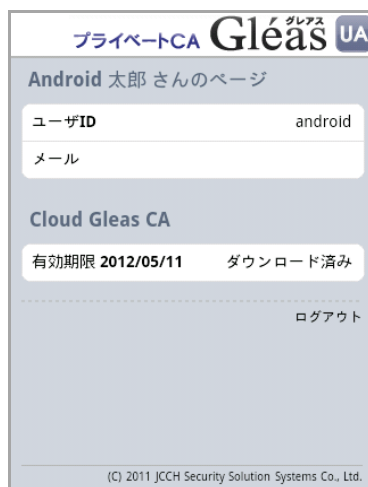 グレアス
プライベートCA Gléas UA
Android 太郎 さんのページ
ユーザID android
メール
Cloud Gleas CA
有効期限 2012/05/11 ダウンロード済み
ログアウト
(C) 2011 JCCH Security Solution Systems Co., Ltd.